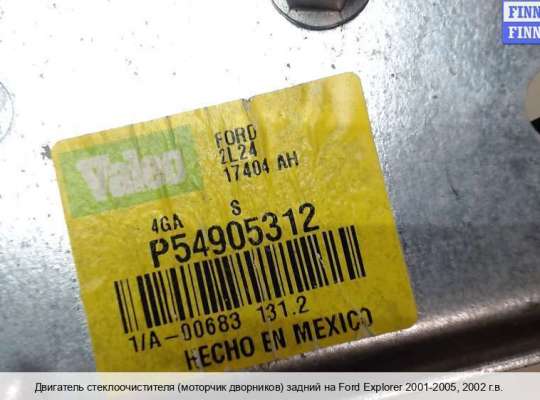 FINN
FINN
Valeo
FORD
2L24
17404 AH
4GA S
P54905312
1/A-00683 131.2
HECHO EN MEXICO
Двигатель стеклоочистителя (моторчик дворников) задний на Ford Explorer 2001-2005, 2002 г.в.